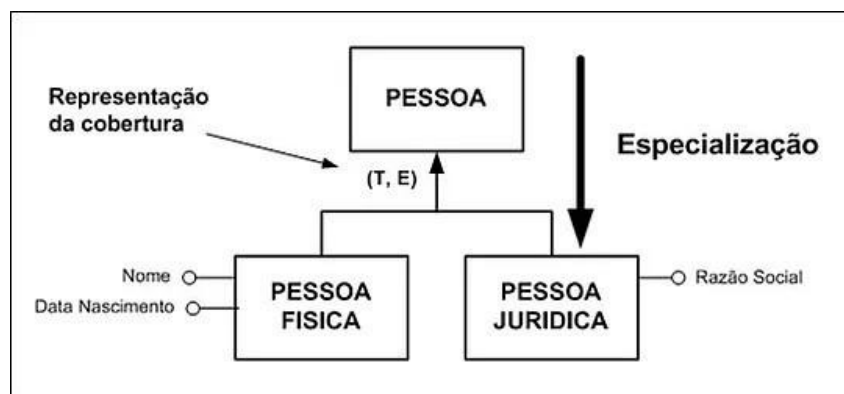 PESSOA
Representação
da cobertura
Especialização
(T, E)
Nome
Data Nascimento
PESSOA
FISICA
PESSOA
JURIDICA
Razão Social